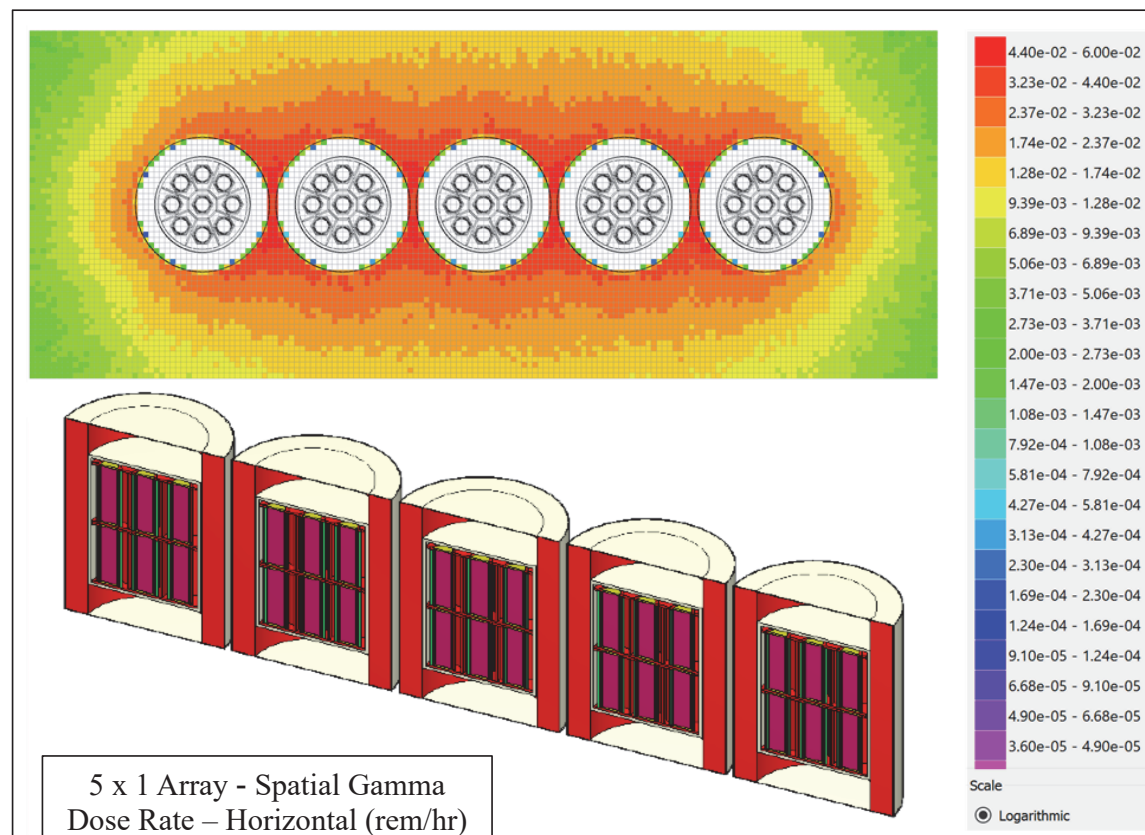 4.40e-02 - 6.00e-02
3.23e-02 - 4.40e-02
2.37e-02 - 3.23e-02
1.74e-02 - 2.37e-02
1.28e-02 - 1.74e-02
9.39e-03 - 1.28e-02
6.89e-03 - 9.39e-03
5.06e-03 - 6.89e-03
3.71e-03 - 5.06e-03
2.73e-03 - 3.71e-03
2.00e-03 - 2.73e-03
1.47e-03 - 2.00e-03
1.08e-03 - 1.47e-03
7.92e-04 - 1.08e-03
5.81e-04 - 7.92e-04
4.27e-04 - 5.81e-04
3.13e-04 - 4.27e-04
2.30e-04 - 3.13e-04
1.69e-04 - 2.30e-04
1.24e-04 - 1.69e-04
9.10e-05 - 1.24e-04
6.68e-05 - 9.10e-05
4.90e-05 - 6.68e-05
3.60e-05 - 4.90e-05
Scale
Logarithmic
5 x 1 Array - Spatial Gamma
Dose Rate – Horizontal (rem/hr)